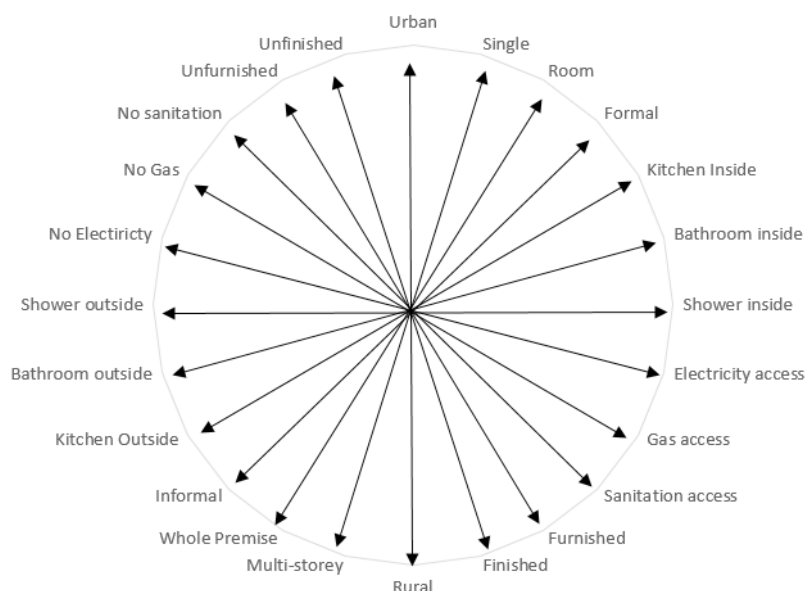 Urban
Unfinished
Single
Unfurnished
Room
No sanitation
Formal
No Gas
Kitchen Inside
No Electiricty
Bathroom inside
Shower outside
Shower inside
Bathroom outside
Electricity access
Kitchen Outside
Gas access
Informal
Sanitation access
Whole Premise
Furnished
Multi-storey
Finished
Rural